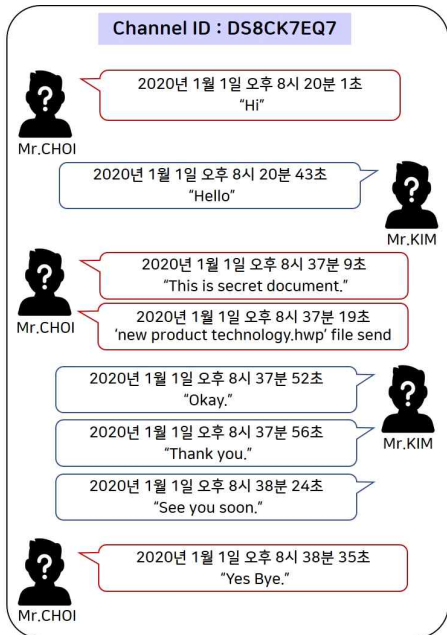 Channel ID : DS8CK7EQ7
2020년 1월 1일 오후 8시 20분 1초
“Hi”
Mr.CHOI
2020년 1월 1일 오후 8시 20분 43초
“Hello”
Mr.KIM
2020년 1월 1일 오후 8시 37분 9초
“This is secret document.”
Mr.CHOI
2020년 1월 1일 오후 8시 37분 19초
‘new product technology.hwp’ file send
2020년 1월 1일 오후 8시 37분 52초
“Okay.”
2020년 1월 1일 오후 8시 37분 56초
“Thank you.”
Mr.KIM
2020년 1월 1일 오후 8시 38분 24초
“See you soon.”
2020년 1월 1일 오후 8시 38분 35초
“Yes Bye.”
Mr.CHOI